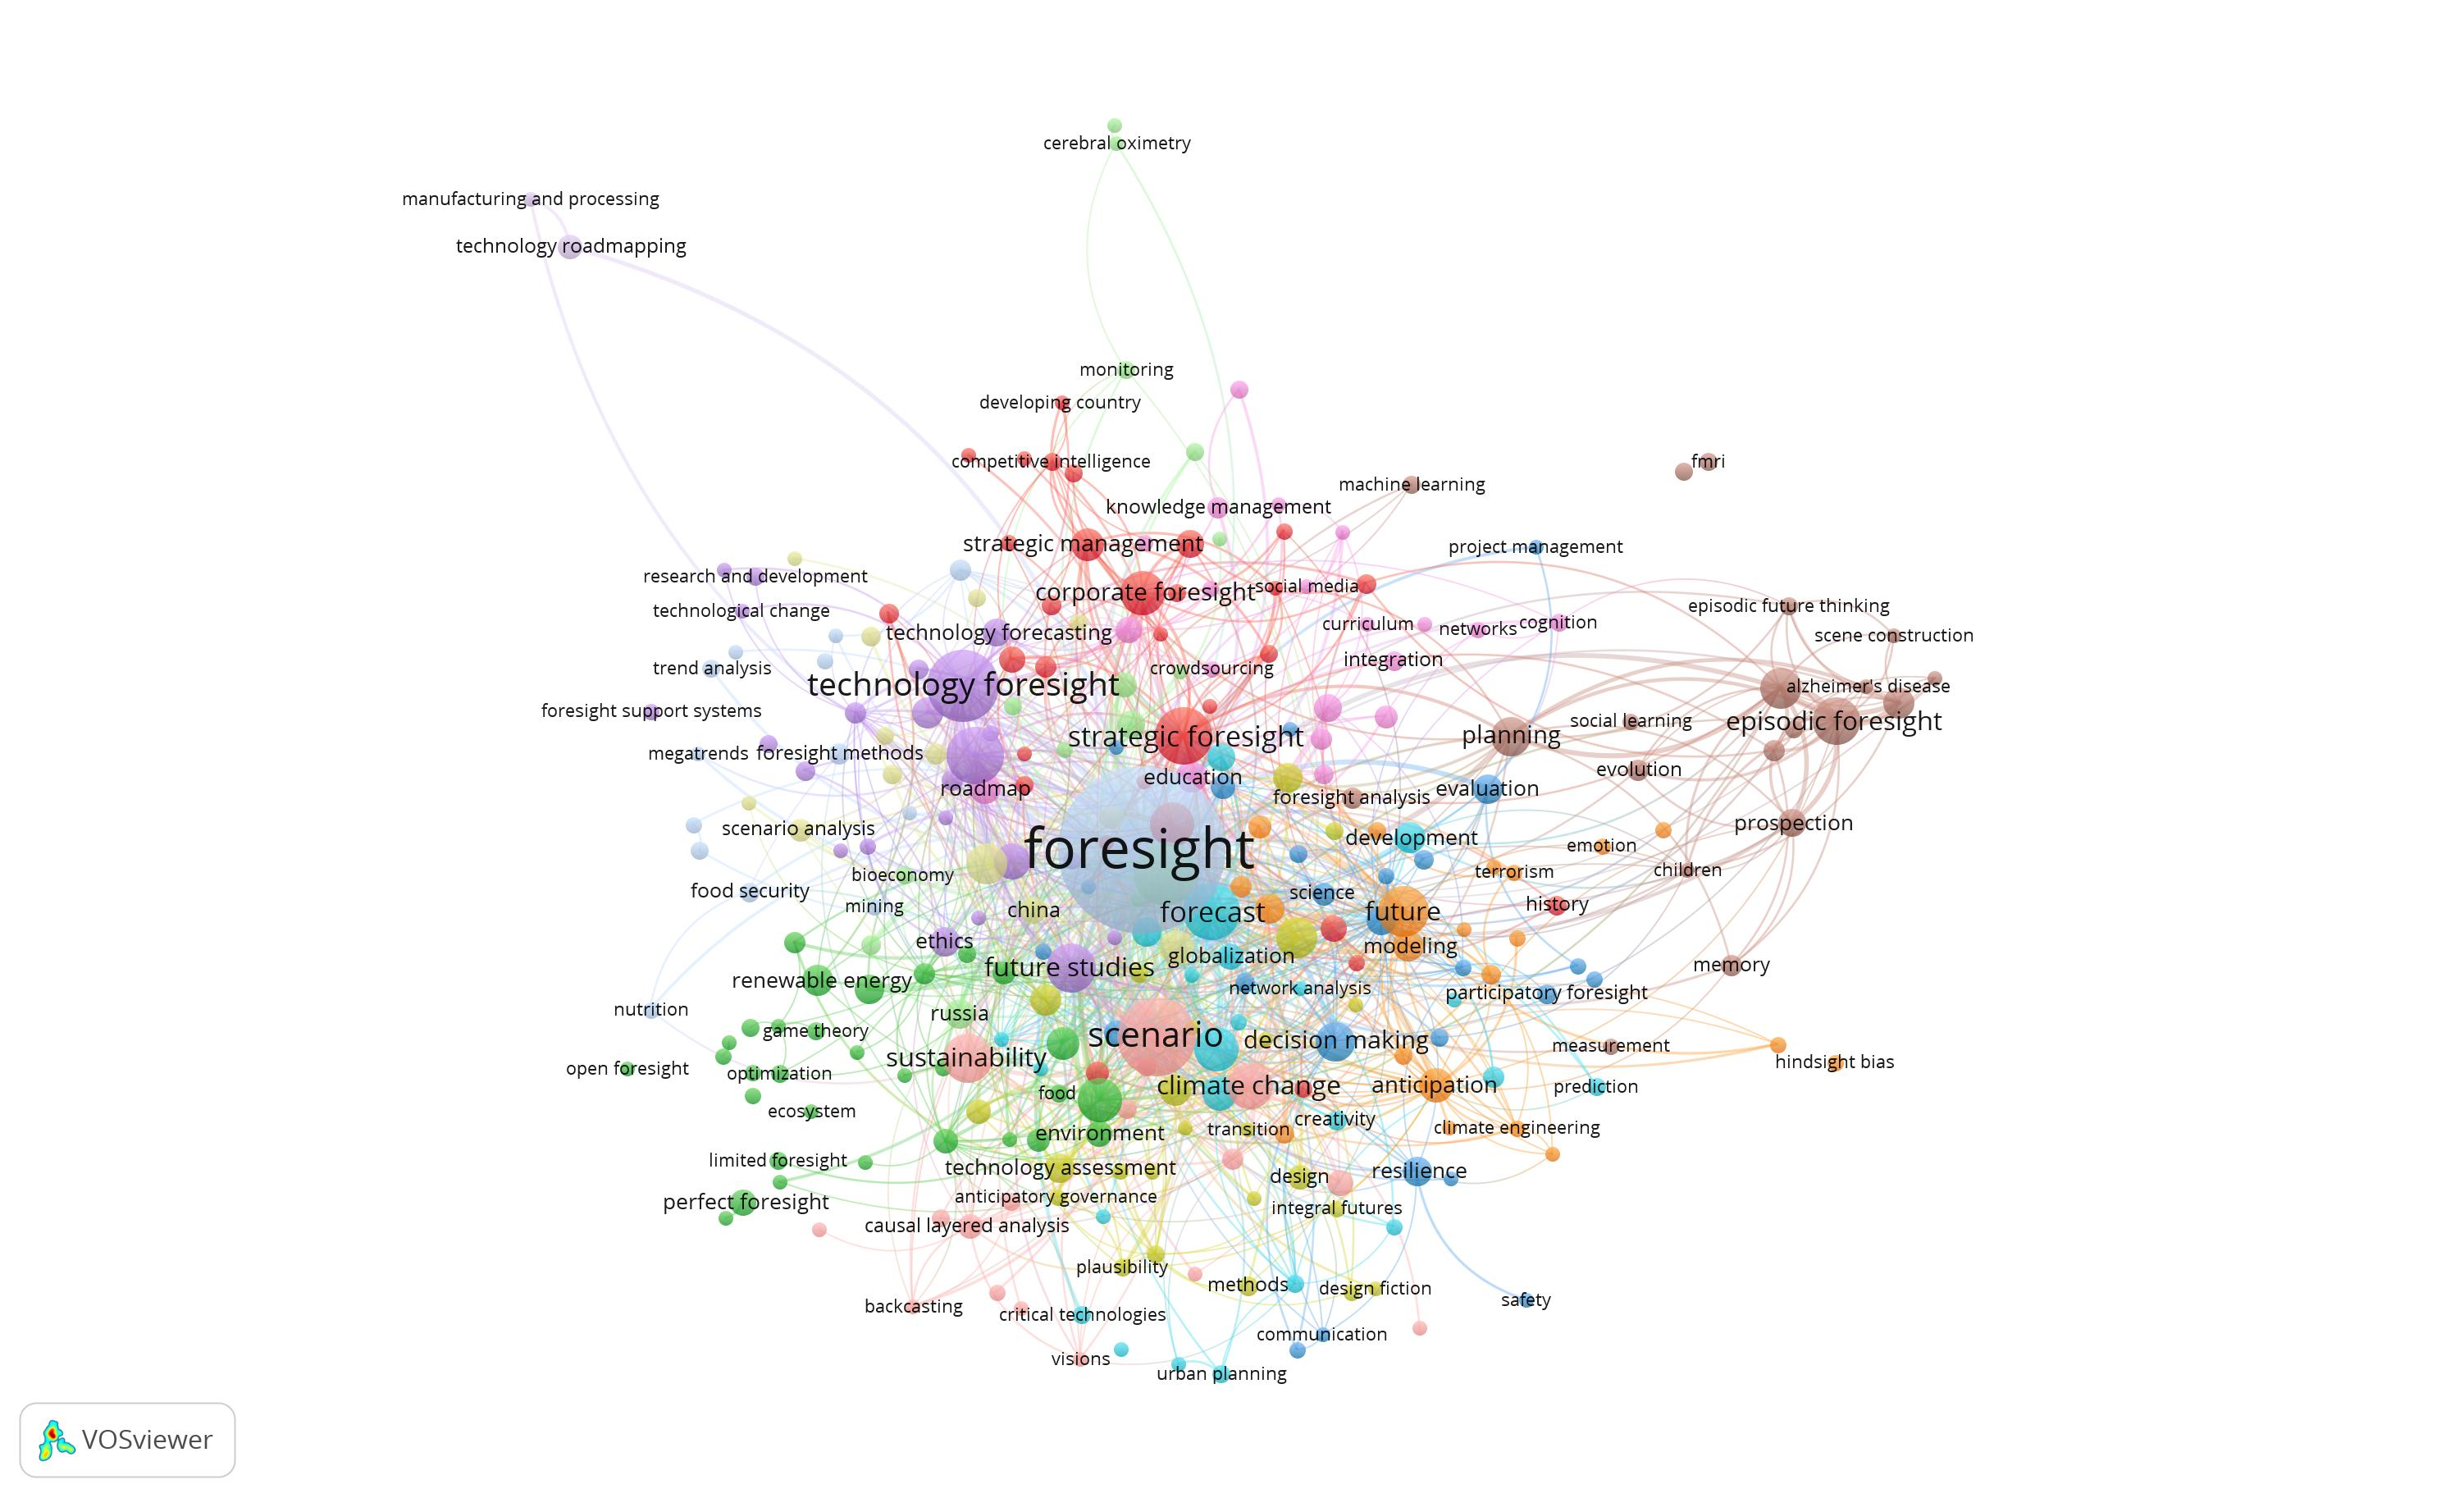 cerebral oximetry
manufacturing and processing
technology roadmapping
monitoring
developing country
competitive intelligence
fmri
machine learning
knowledge management
strategic management
project management
research and development
corporate foresight
social media
episodic future thinking
technological change
curriculum
networks
cognition
technology forecasting
scene construction
integration
trend analysis
crowdsourcing
technology foresight
alzheimer's disease
foresight support systems
social learning
episodic foresight
strategic foresight
planning
megatrends
foresight methods
evolution
education
roadmap
foresight analysis
evaluation
scenario analysis
prospection
development
foresight
emotion
bioeconomy
terrorism
children
food security
science
mining
china
forecast
future
history
ethics
modeling
globalization
future studies
memory
renewable energy
network analysis
participatory foresight
nutrition
russia
game theory
scenario
decision making
measurement
sustainability
hindsight bias
open foresight
optimization
climate change
anticipation
prediction
food
ecosystem
creativity
environment
transition
climate engineering
limited foresight
technology assessment
resilience
design
anticipatory governance
perfect foresight
integral futures
causal layered analysis
plausibility
methods
design fiction
backcasting
safety
critical technologies
communication
visions
urban planning
VOSviewer